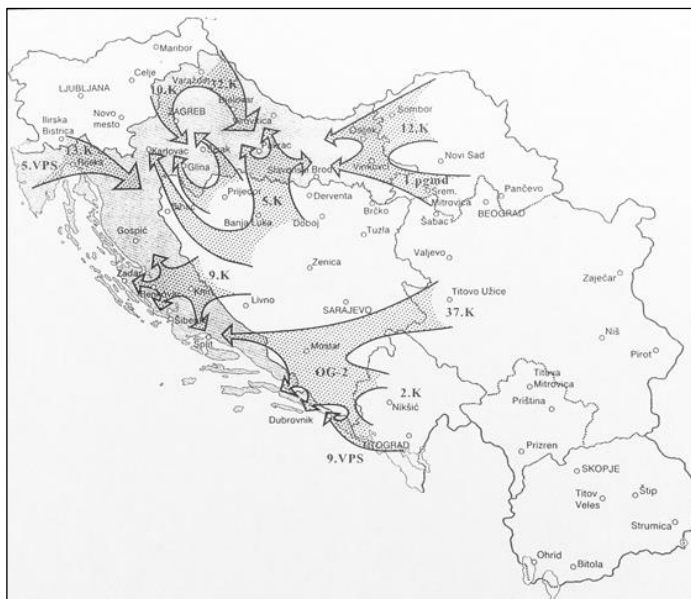 Maribor
Celje
LJUBLJANA
Varaždin
10.K
32.K
Bjelovar
Novo
mesto
ZAGREB
Virovitica
Ilirska
Bistrica
Sombor
Osijek
12.K
13.K
Rijeka
5.VPS
Karlovac
Sisak
Glina
Slavonski Brod
Vinkovci
Novi Sad
1.pgmd
Srem.
Mitrovica
Pančevo
BEOGRAD
Šabac
Prijedor
5.K
Derventa
Brčko
Banja Luka
Doboj
Tuzla
Gospić
Valjevo
Zenica
Zaječar
9.K
Zadar
Benkovac
Knin
Livno
SARAJEVO
Titovo Užice
37.K
Šibenik
Split
Niš
Mostar
Pirot
OG-2
Titova
Mitrovica
2.K
Nikšić
Priština
Dubrovnik
TITOGRAD
9.VPS
Prizren
SKOPJE
Titov
Veles
Štip
Strumica
Ohrid
Bitola